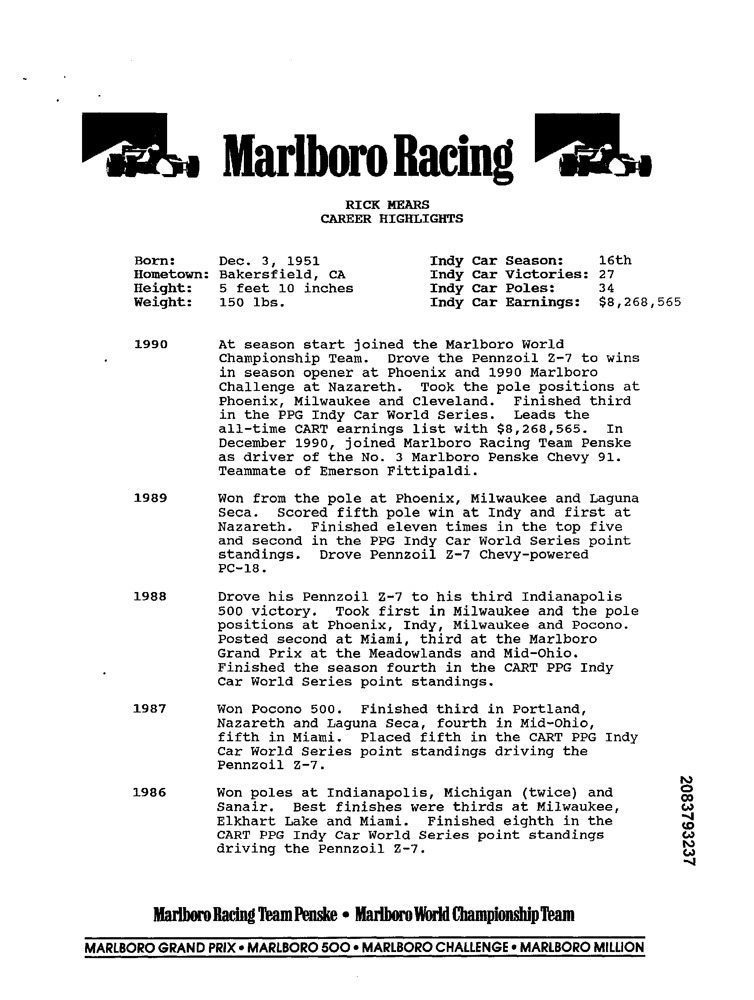 Marlboro Racing
RICK MEARS
CAREER HIGHLIGHTS
Born: Dec. 3, 1951 Indy Car Season: 16th
Hometown: Bakersfield, CA Indy Car Victories: 27
Height: 5 feet 10 inches Indy Car Poles: 34
Weight: 150 lbs. Indy Car Earnings: $8,268,565
1990 At season start joined the Marlboro World
Championship Team. Drove the Pennzoil Z-7 to wins
in season opener at Phoenix and 1990 Marlboro
Challenge at Nazareth. Took the pole positions at
Phoenix, Milwaukee and Cleveland. Finished third
in the PPG Indy Car World Series. Leads the
all-time CART earnings list with $8,268,565. In
December 1990, joined Marlboro Racing Team Penske
as driver of the No. 3 Marlboro Penske Chevy 91.
Teammate of Emerson Fittipaldi.
1989 Won from the pole at Phoenix, Milwaukee and Laguna
Seca. Scored fifth pole win at Indy and first at
Nazareth. Finished eleven times in the top five
and second in the PPG Indy Car World Series point
standings. Drove Pennzoil Z-7 Chevy-powered
PC-18.
1988 Drove his Pennzoil Z-7 to his third Indianapolis
500 victory. Took first in Milwaukee and the pole
positions at Phoenix, Indy, Milwaukee and Pocono.
Posted second at Miami, third at the Marlboro
Grand Prix at the Meadowlands and Mid-Ohio.
Finished the season fourth in the CART PPG Indy
Car World Series point standings.
1987 Won Pocono 500. Finished third in Portland,
Nazareth and Laguna Seca, fourth in Mid-Ohio,
fifth in Miami. Placed fifth in the CART PPG Indy
Car World Series point standings driving the
Pennzoil Z-7.
1986 Won poles at Indianapolis, Michigan (twice) and
Sanair. Best finishes were thirds at Milwaukee,
Elkhart Lake and Miami. Finished eighth in the
CART PPG Indy Car World Series point standings
driving the Pennzoil Z-7.
2083793237
Marlboro Racing Team Penske • Marlboro World Championship Team
MARLBORO GRAND PRIX • MARLBORO 500 • MARLBORO CHALLENGE • MARLBORO MILLION